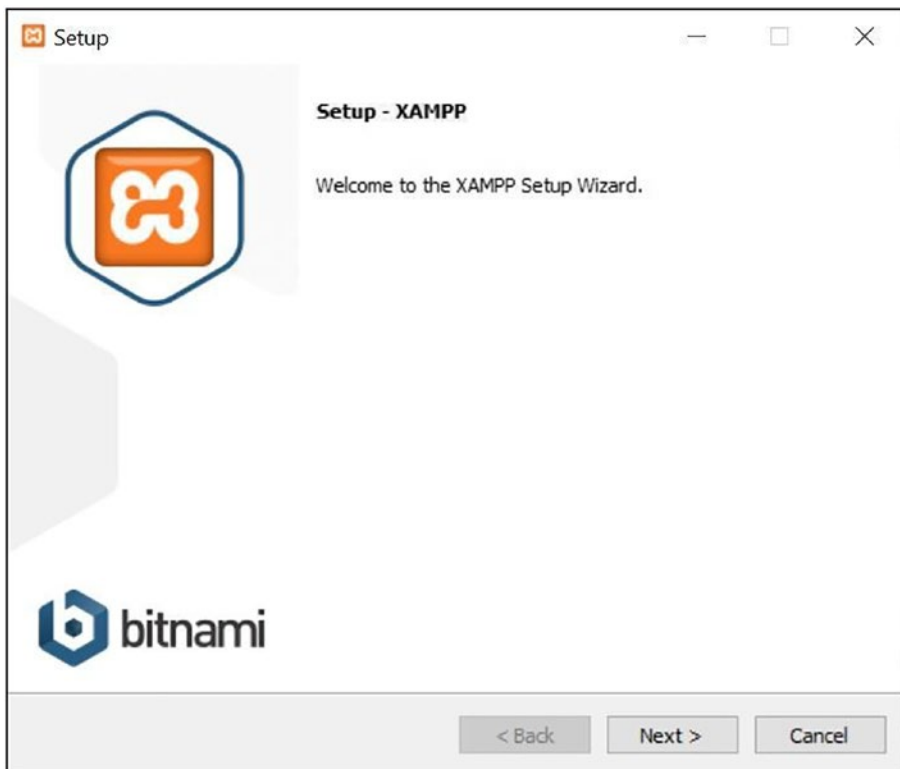 Setup
Setup - XAMPP
Welcome to the XAMPP Setup Wizard.
bitnami
< Back Next > Cancel